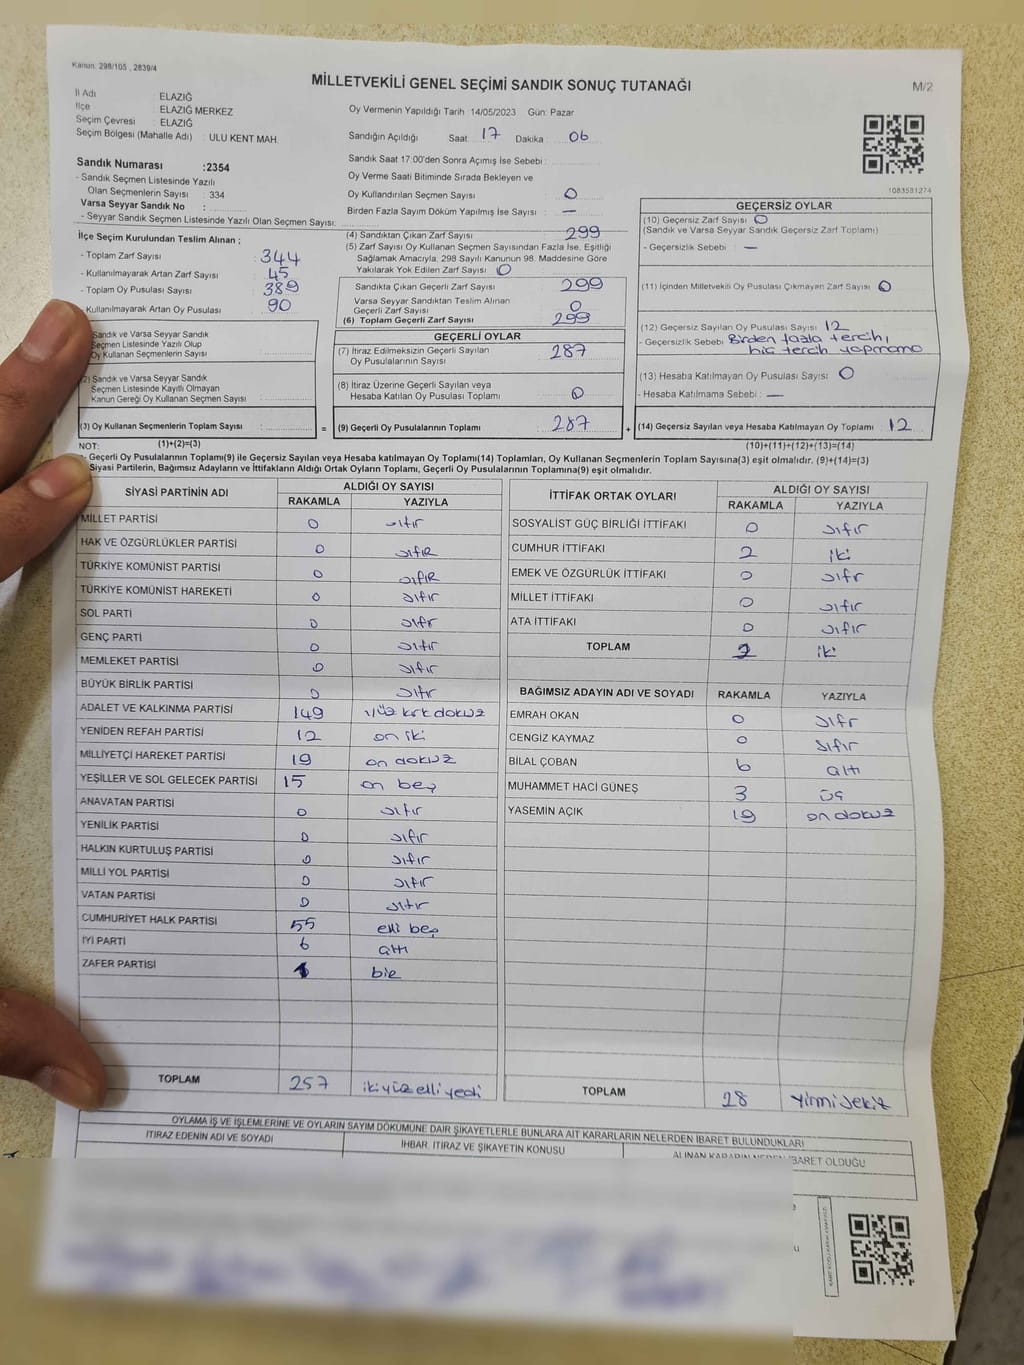 Kanun: 298/105 , 2839/4
MİLLETVEKİLİ GENEL SEÇİMİ SANDIK SONUÇ TUTANAĞI
M/2
İl Adı ELAZIĞ
İlçe ELAZIĞ MERKEZ
Seçim Çevresi : ELAZIĞ
Seçim Bölgesi (Mahalle Adı) : ULU KENT MAH.
Sandık Numarası :2354
- Sandık Seçmen Listesinde Yazılı
Olan Seçmenlerin Sayısı : 334
Varsa Seyyar Sandık No :
- Seyyar Sandık Seçmen Listesinde Yazılı Olan Seçmen Sayısı:
Oy Vermenin Yapıldığı Tarih 14/05/2023 Gün: Pazar
Sandığın Açıldığı Saat: 17 Dakika : 06
Sandık Saat 17:00'den Sonra Açımış İse Sebebi :
Oy Verme Saati Bitiminde Sırada Bekleyen ve
Oy Kullandırılan Seçmen Sayısı : 0
Birden Fazla Sayım Döküm Yapılmış İse Sayısı : —
1083581274
İlçe Seçim Kurulundan Teslim Alınan ;
- Toplam Zarf Sayısı : 344
- Kullanılmayarak Artan Zarf Sayısı : 45
- Toplam Oy Pusulası Sayısı : 389
Kullanılmayarak Artan Oy Pusulası : 90
Sandık ve Varsa Seyyar Sandık
Seçmen Listesinde Yazılı Olup
Oy Kullanan Seçmenlerin Sayısı :
(2) Sandık ve Varsa Seyyar Sandık
Seçmen Listesinde Kayıtlı Olmayan
Kanun Gereği Oy Kullanan Seçmen Sayısı :
(3) Oy Kullanan Seçmenlerin Toplam Sayısı : =
(4) Sandıktan Çıkan Zarf Sayısı : 299
(5) Zarf Sayısı Oy Kullanan Seçmen Sayısından Fazla İse, Eşitliği
Sağlamak Amacıyla; 298 Sayılı Kanunun 98. Maddesine Göre
Yakılarak Yok Edilen Zarf Sayısı : 0
Sandıkta Çıkan Geçerli Zarf Sayısı : 299
Varsa Seyyar Sandıktan Teslim Alınan
Geçerli Zarf Sayısı : 0
(6) Toplam Geçerli Zarf Sayısı : 299
GEÇERLİ OYLAR
(7) İtiraz Edilmeksizin Geçerli Sayılan
Oy Pusulalarının Sayısı : 287
(8) İtiraz Üzerine Geçerli Sayılan veya
Hesaba Katılan Oy Pusulası Toplamı : 0
(9) Geçerli Oy Pusulalarının Toplamı : 287 +
GEÇERSİZ OYLAR
(10) Geçersiz Zarf Sayısı : 0
(Sandık ve Varsa Seyyar Sandık Geçersiz Zarf Toplamı)
- Geçersizlik Sebebi : —
(11) İçinden Milletvekili Oy Pusulası Çıkmayan Zarf Sayısı : 0
(12) Geçersiz Sayılan Oy Pusulası Sayısı : 12
- Geçersizlik Sebebi : Birden fazla tercih,
hiç tercih yapmama
(13) Hesaba Katılmayan Oy Pusulası Sayısı : 0
- Hesaba Katılmama Sebebi : —
(14) Geçersiz Sayılan veya Hesaba Katılmayan Oy Toplamı : 12
NOT: (1)+(2)=(3) (10)+(11)+(12)+(13)=(14)
- Geçerli Oy Pusulalarının Toplamı(9) ile Geçersiz Sayılan veya Hesaba katılmayan Oy Toplamı(14) Toplamları, Oy Kullanan Seçmenlerin Toplam Sayısına(3) eşit olmalıdır. (9)+(14)=(3)
Siyasi Partilerin, Bağımsız Adayların ve İttifakların Aldığı Ortak Oyların Toplamı, Geçerli Oy Pusulalarının Toplamına(9) eşit olmalıdır.
SİYASİ PARTİNİN ADI ALDIĞI OY SAYISI
RAKAMLA YAZIYLA
MİLLET PARTİSİ 0 sıfır
HAK VE ÖZGÜRLÜKLER PARTİSİ 0 sıfıR
TÜRKİYE KOMÜNİST PARTİSİ 0 sıfıR
TÜRKİYE KOMÜNİST HAREKETİ 0 sıfır
SOL PARTİ 0 sıfır
GENÇ PARTİ 0 sıfır
MEMLEKET PARTİSİ 0 sıfır
BÜYÜK BİRLİK PARTİSİ 0 sıfır
ADALET VE KALKINMA PARTİSİ 149 yüz kırk dokuz
YENİDEN REFAH PARTİSİ 12 on iki
MİLLİYETÇİ HAREKET PARTİSİ 19 on dokuz
YEŞİLLER VE SOL GELECEK PARTİSİ 15 on beş
ANAVATAN PARTİSİ 0 sıfır
YENİLİK PARTİSİ 0 sıfır
HALKIN KURTULUŞ PARTİSİ 0 sıfır
MİLLİ YOL PARTİSİ 0 sıfır
VATAN PARTİSİ 0 sıfır
CUMHURİYET HALK PARTİSİ 55 elli beş
İYİ PARTİ 6 altı
ZAFER PARTİSİ 1 bir
TOPLAM 257 iki yüz elli yedi
İTTİFAK ORTAK OYLARI ALDIĞI OY SAYISI
RAKAMLA YAZIYLA
SOSYALİST GÜÇ BİRLİĞİ İTTİFAKI 0 sıfır
CUMHUR İTTİFAKI 2 iki
EMEK VE ÖZGÜRLÜK İTTİFAKI 0 sıfır
MİLLET İTTİFAKI 0 sıfır
ATA İTTİFAKI 0 sıfır
TOPLAM 2 iki
BAĞIMSIZ ADAYIN ADI VE SOYADI RAKAMLA YAZIYLA
EMRAH OKAN 0 sıfır
CENGİZ KAYMAZ 0 sıfır
BİLAL ÇOBAN 6 altı
MUHAMMET HACİ GÜNEŞ 3 üç
YASEMİN AÇIK 19 on dokuz
TOPLAM 28 yirmi sekiz
OYLAMA İŞ VE İŞLEMLERİNE VE OYLARIN SAYIM DÖKÜMÜNE DAİR ŞİKAYETLERLE BUNLARA AİT KARARLARIN NELERDEN İBARET BULUNDUKLARI
İTİRAZ EDENİN ADI VE SOYADI İHBAR, İTİRAZ VE ŞİKAYETİN KONUSU ALINAN KARARIN NEDEN İBARET OLDUĞU